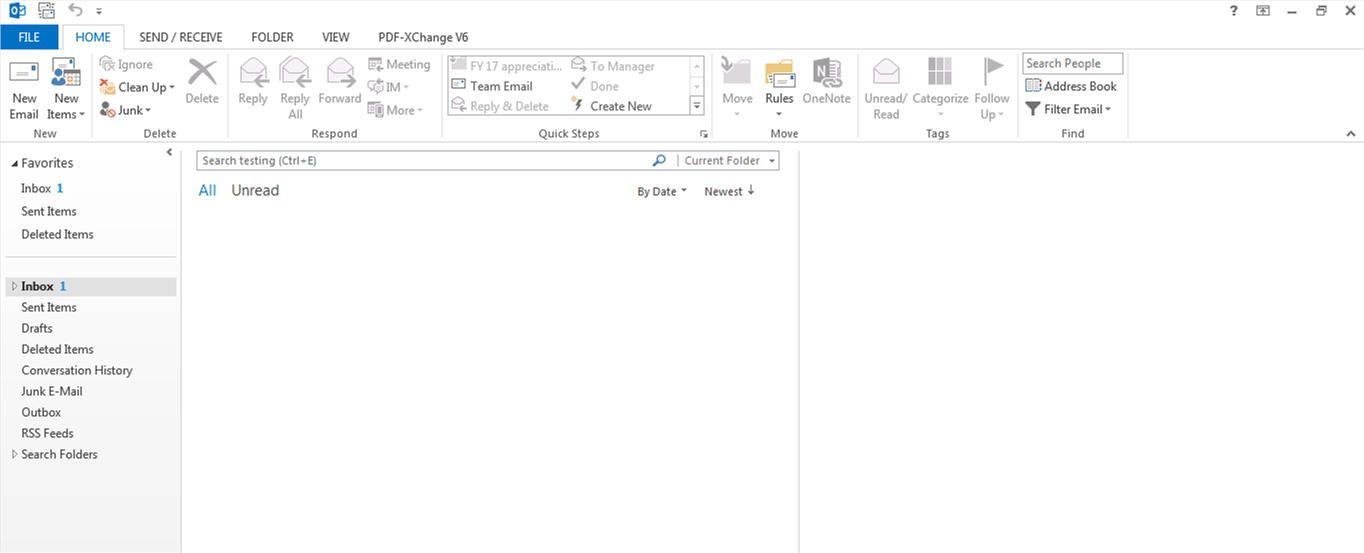 FILE HOME SEND / RECEIVE FOLDER VIEW PDF-XChange V6
New Email
New Items
New
Ignore
Clean Up
Junk
Delete
Delete
Reply
Reply All
Forward
Meeting
IM
More
Respond
FY17 appreciati...
Team Email
Reply & Delete
To Manager
Done
Create New
Quick Steps
Move
Rules
OneNote
Move
Unread/ Read
Categorize
Follow Up
Tags
Search People
Address Book
Filter Email
Find
Favorites
Inbox 1
Sent Items
Deleted Items
Inbox 1
Sent Items
Drafts
Deleted Items
Conversation History
Junk E-Mail
Outbox
RSS Feeds
Search Folders
Search testing (Ctrl+E) Current Folder
All Unread By Date Newest